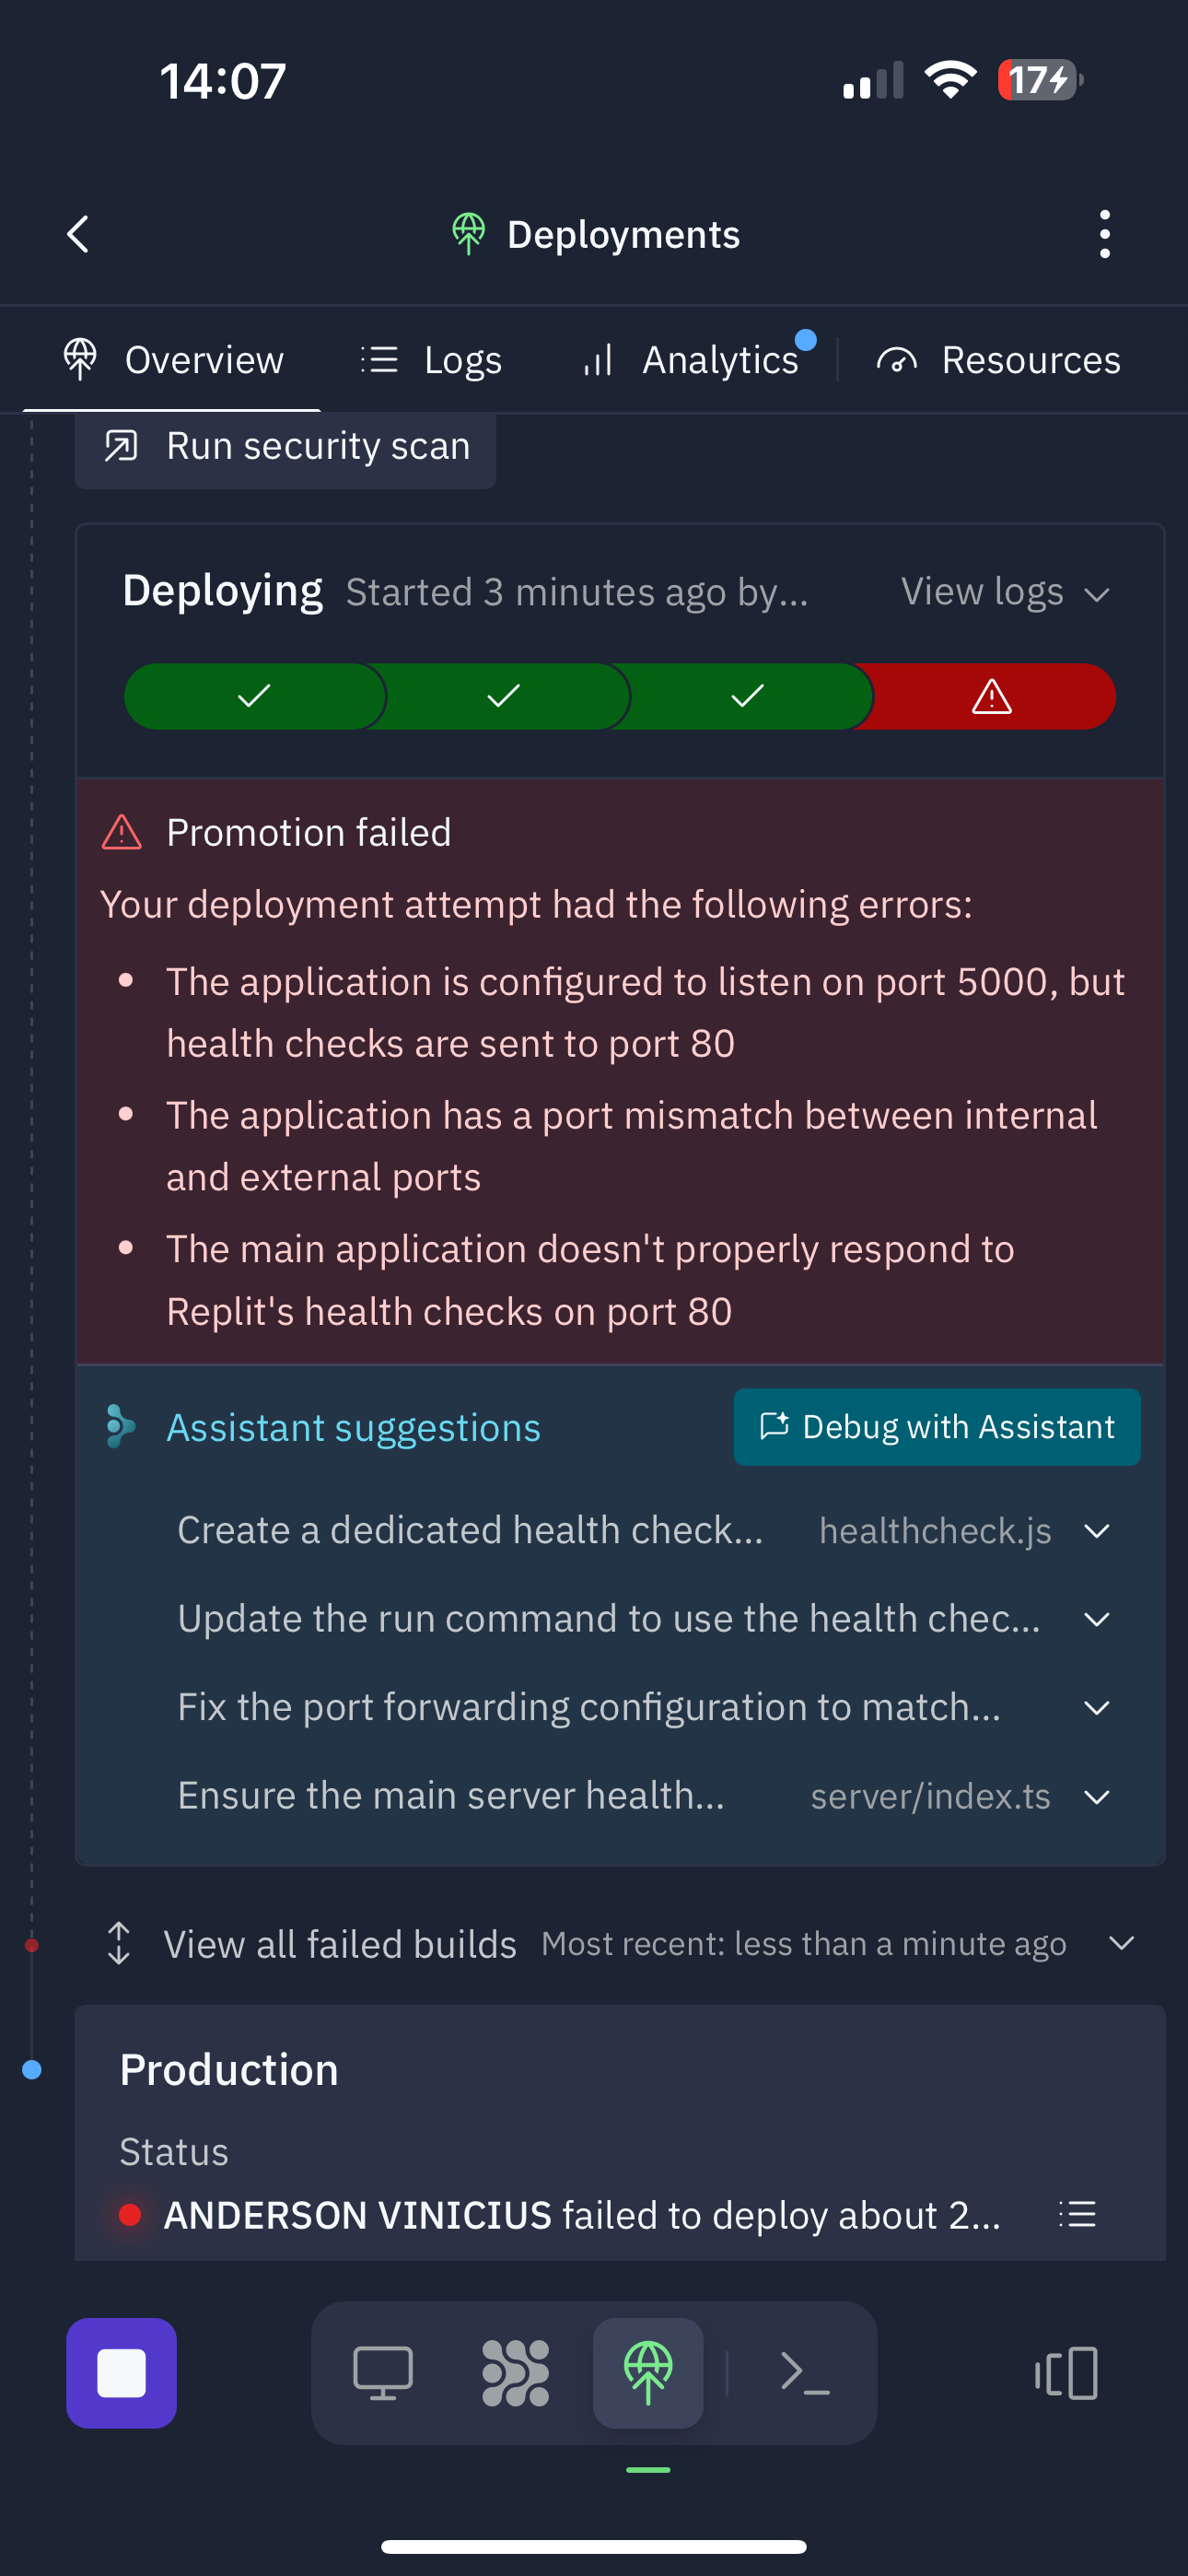 14:07
17
Deployments
Overview
Logs
Analytics
Resources
Run security scan
Deploying Started 3 minutes ago by... View logs
Promotion failed
Your deployment attempt had the following errors:
• The application is configured to listen on port 5000, but
health checks are sent to port 80
• The application has a port mismatch between internal
and external ports
• The main application doesn't properly respond to
Replit's health checks on port 80
Assistant suggestions
Debug with Assistant
Create a dedicated health check... healthcheck.js
Update the run command to use the health chec...
Fix the port forwarding configuration to match...
Ensure the main server health... server/index.ts
View all failed builds Most recent: less than a minute ago
Production
Status
ANDERSON VINICIUS failed to deploy about 2...